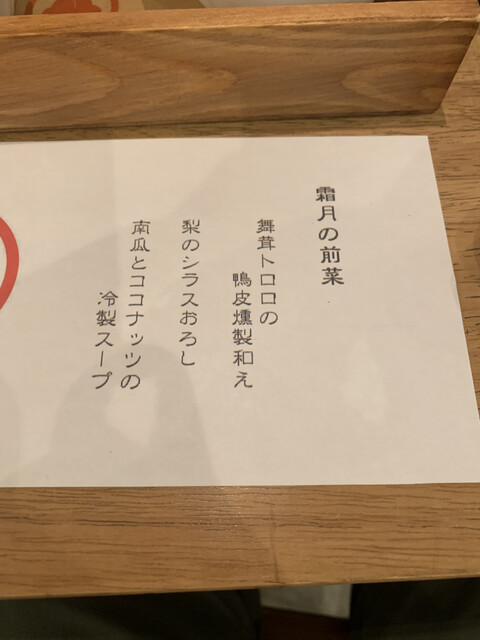 霜月の前菜
舞茸トロロの
鴨皮燻製和え
梨のシラスおろし
南瓜とココナッツの
冷製スープ